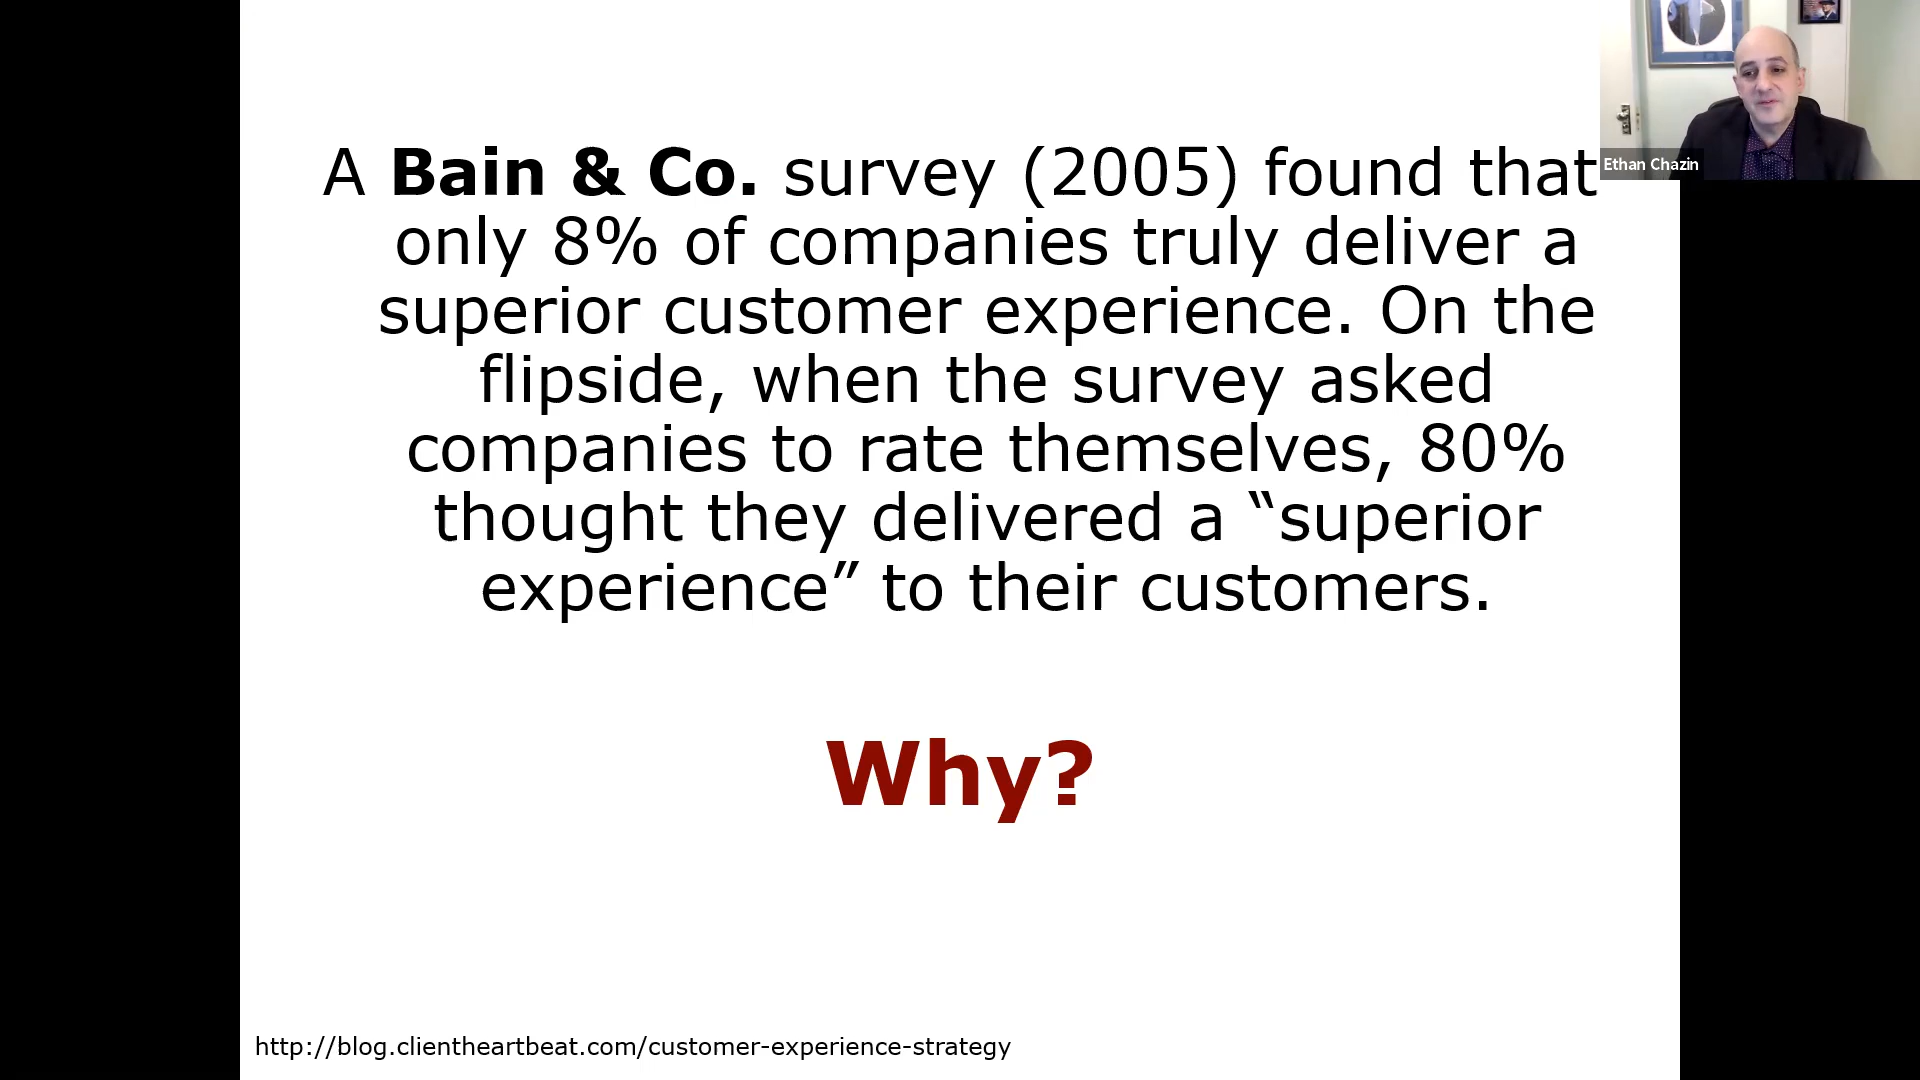 A Bain & Co. survey (2005) found that
only 8% of companies truly deliver a
superior customer experience. On the
flipside, when the survey asked
companies to rate themselves, 80%
thought they delivered a “superior
experience” to their customers.
Why?
http://blog.clientheartbeat.com/customer-experience-strategy
Ethan Chazin